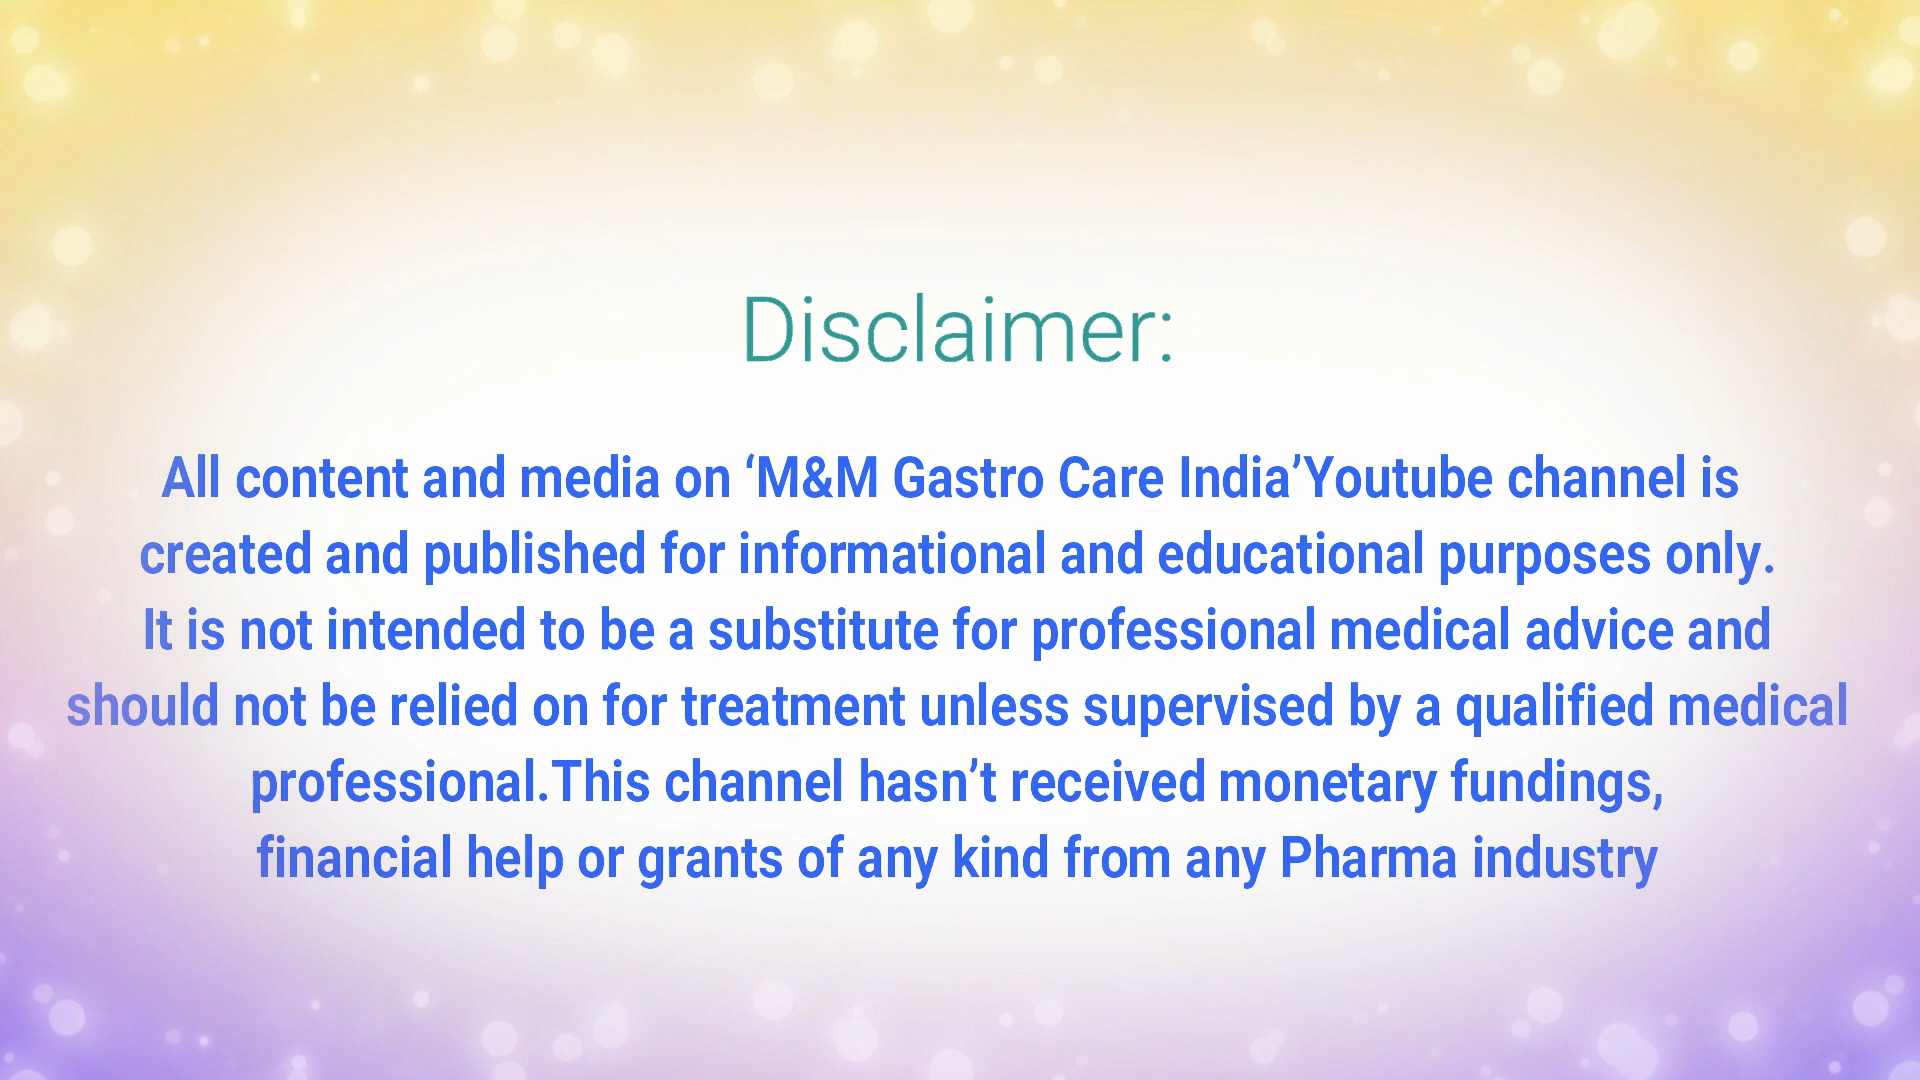 Disclaimer:
All content and media on ‘M&M Gastro Care India’Youtube channel is
created and published for informational and educational purposes only.
It is not intended to be a substitute for professional medical advice and
should not be relied on for treatment unless supervised by a qualified medical
professional.This channel hasn’t received monetary fundings,
financial help or grants of any kind from any Pharma industry